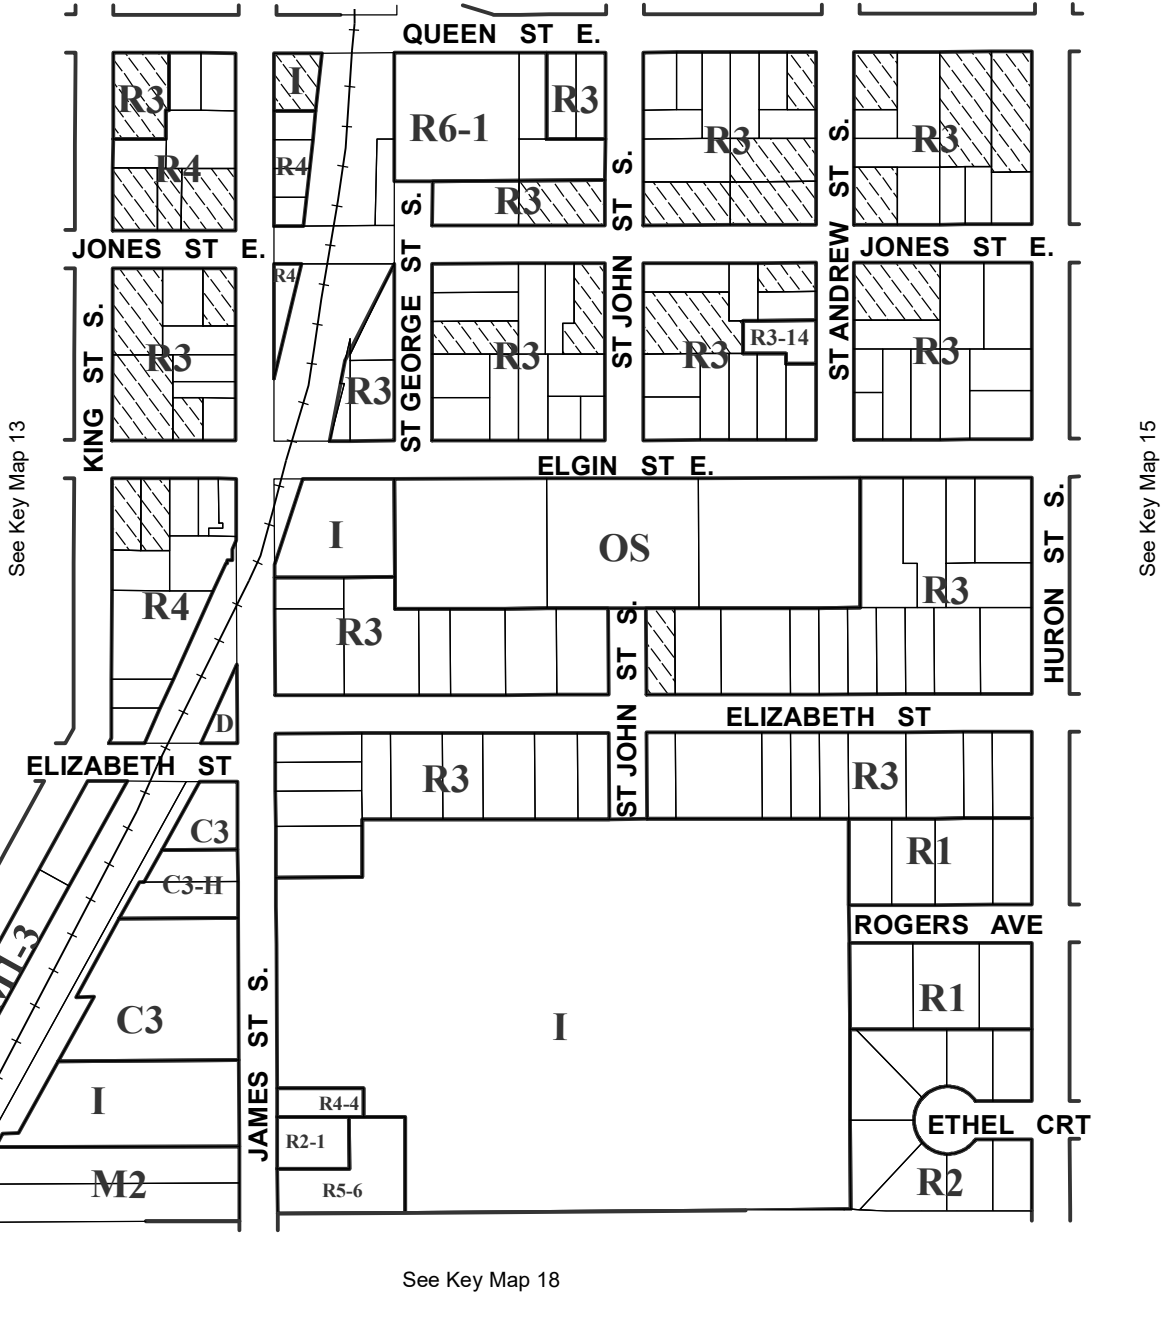 QUEEN ST E.
R3
I
R6-1
R3
R3
R3
R4
R4
R3
JONES ST E.
JONES ST E.
KING ST S.
ST GEORGE ST S.
ST JOHN ST S.
ST ANDREW ST S.
R4
R3
R3
R3
R3
R3-14
R3
See Key Map 13
See Key Map 15
ELGIN ST E.
I
OS
R3
R4
R3
ST JOHN ST S.
HURON ST S.
D
ELIZABETH ST
ELIZABETH ST
R3
R3
C3
R1
C3-H
ROGERS AVE
M1-3
C3
JAMES ST S.
I
R1
I
R4-4
R2-1
ETHEL CRT
M2
R5-6
R2
See Key Map 18